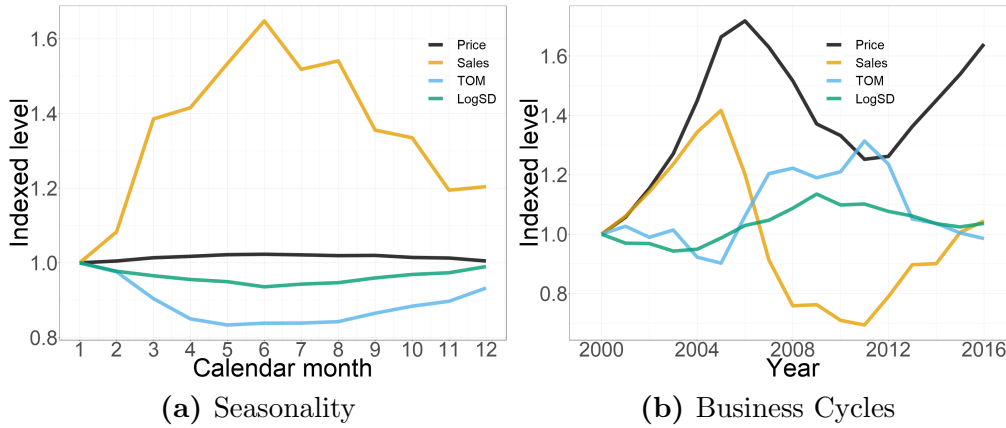 Indexed level
1.6
1.4
1.2
1.0
0.8
Price
Sales
TOM
LogSD
1 2 3 4 5 6 7 8 9 10 11 12
Calendar month
(a) Seasonality
Indexed level
1.6
1.4
1.2
1.0
0.8
Price
Sales
TOM
LogSD
2000 2004 2008 2012 2016
Year
(b) Business Cycles